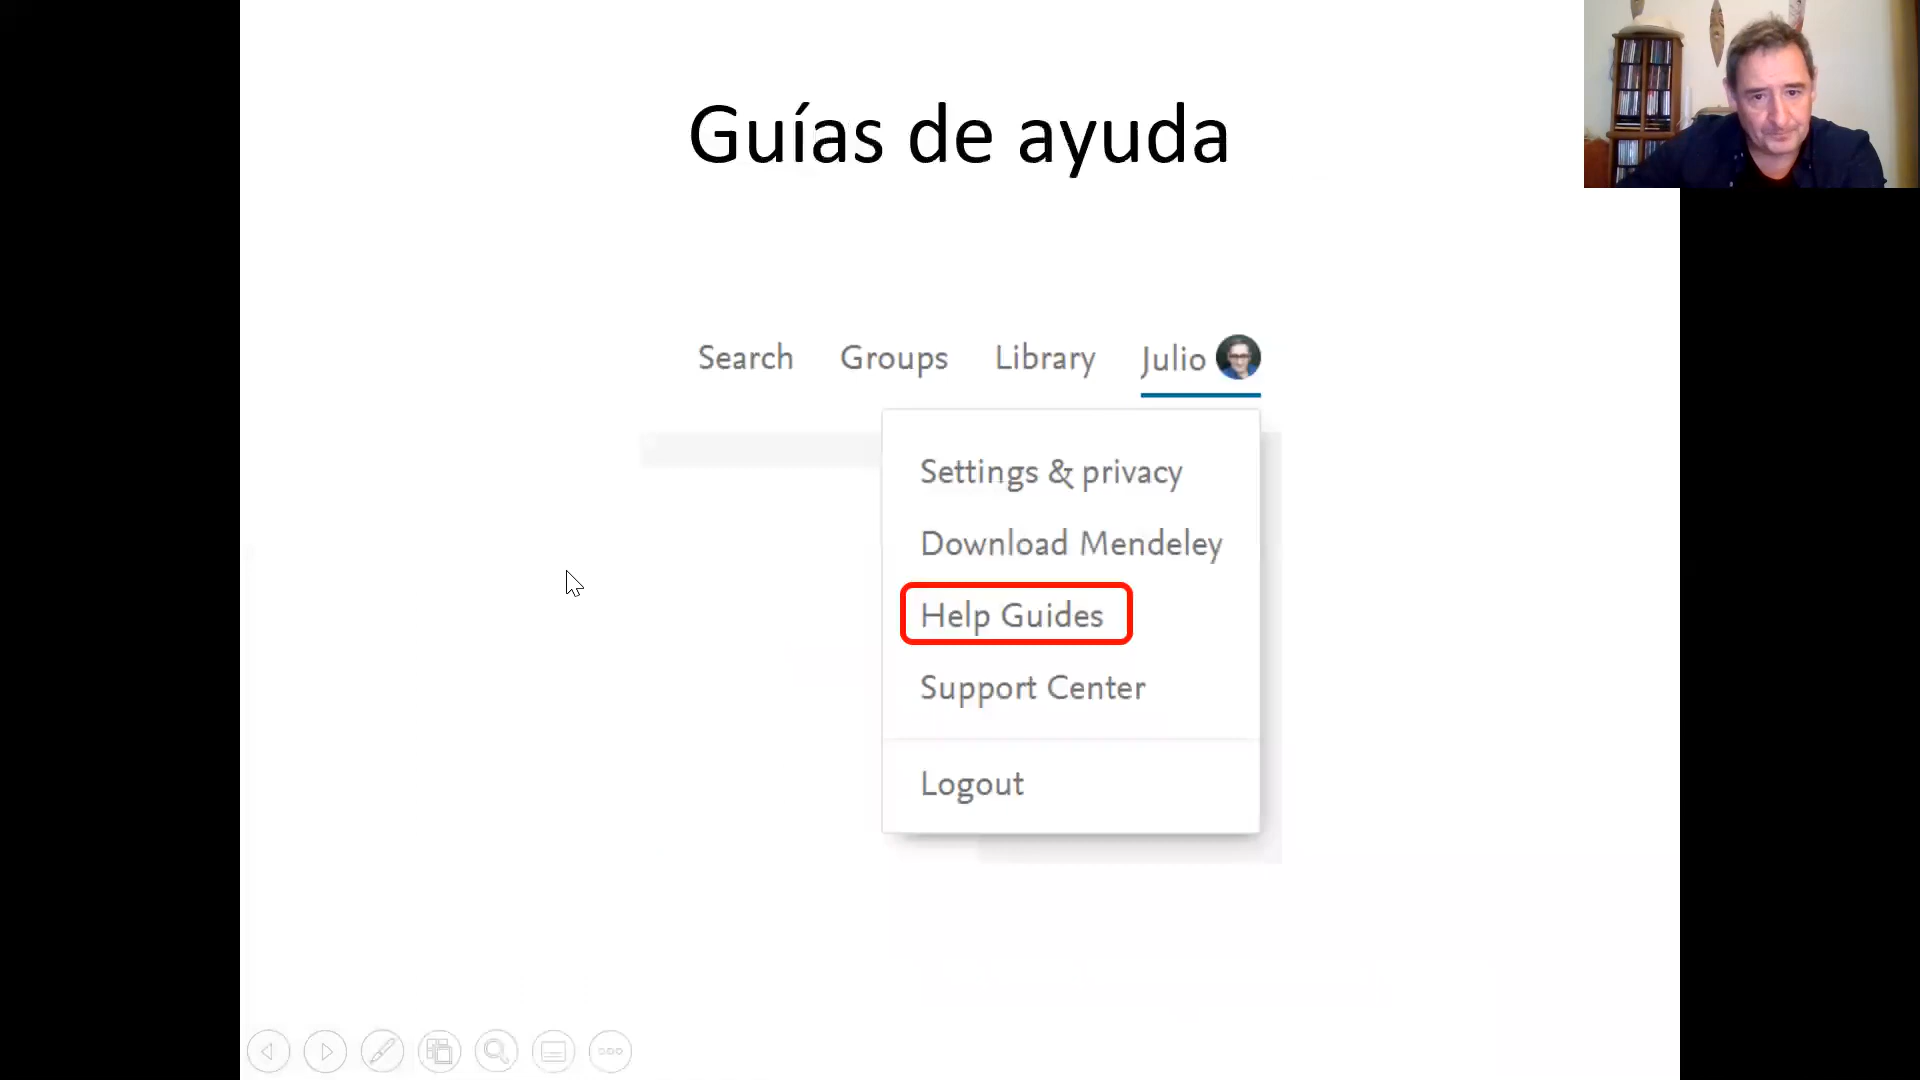 Guías de ayuda
Search Groups Library Julio
Settings & privacy
Download Mendeley
Help Guides
Support Center
Logout